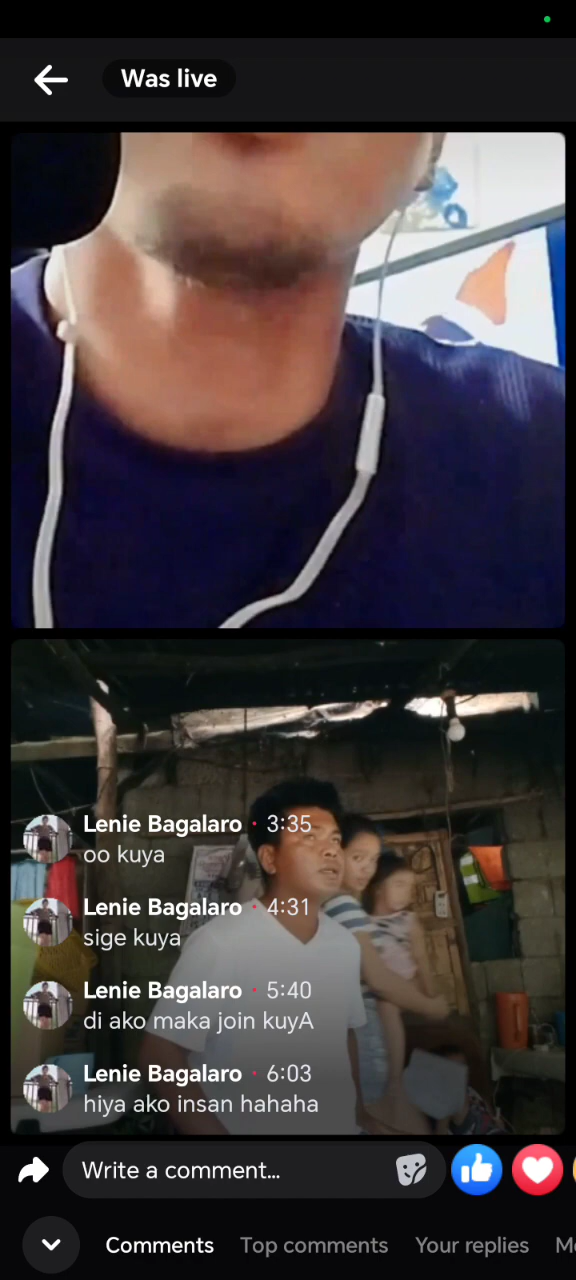 Was live
Lenie Bagalaro · 3:35
oo kuya
Lenie Bagalaro · 4:31
sige kuya
Lenie Bagalaro · 5:40
di ako maka join kuyA
Lenie Bagalaro · 6:03
hiya ako insan hahaha
Write a comment...
Comments Top comments Your replies